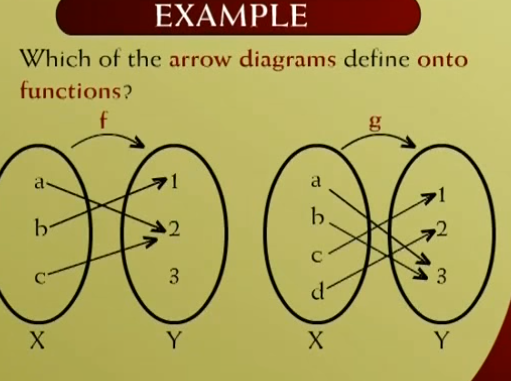 EXAMPLE
Which of the arrow diagrams define onto
functions?
f
g
a
b
c
1
2
3
X
Y
a
b
c
d
1
2
3
X
Y